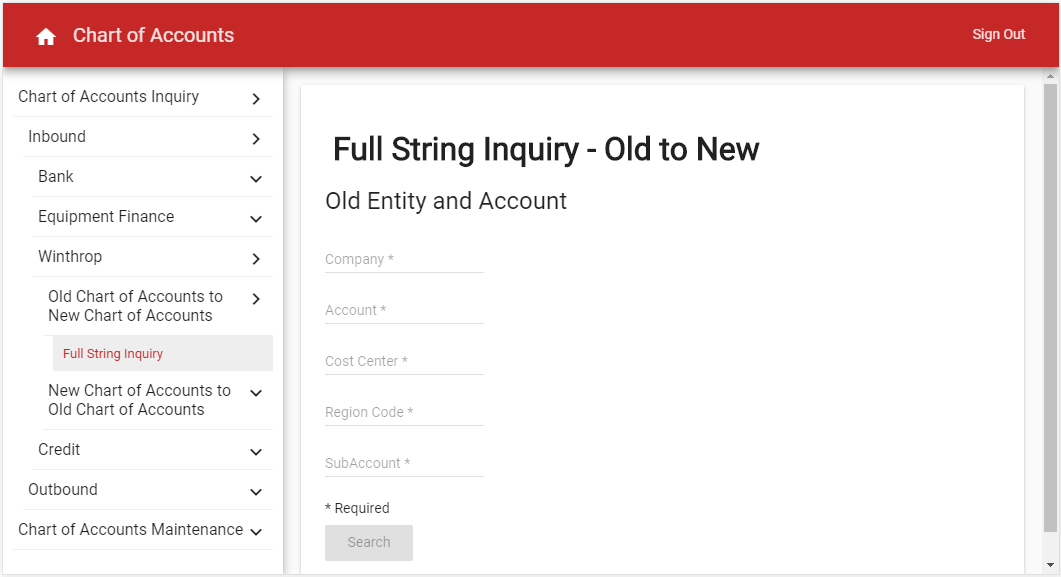 Chart of Accounts
Sign Out
Chart of Accounts Inquiry
Inbound
Bank
Equipment Finance
Winthrop
Old Chart of Accounts to
New Chart of Accounts
Full String Inquiry
New Chart of Accounts to
Old Chart of Accounts
Credit
Outbound
Chart of Accounts Maintenance
Full String Inquiry - Old to New
Old Entity and Account
Company *
Account *
Cost Center *
Region Code *
SubAccount *
* Required
Search